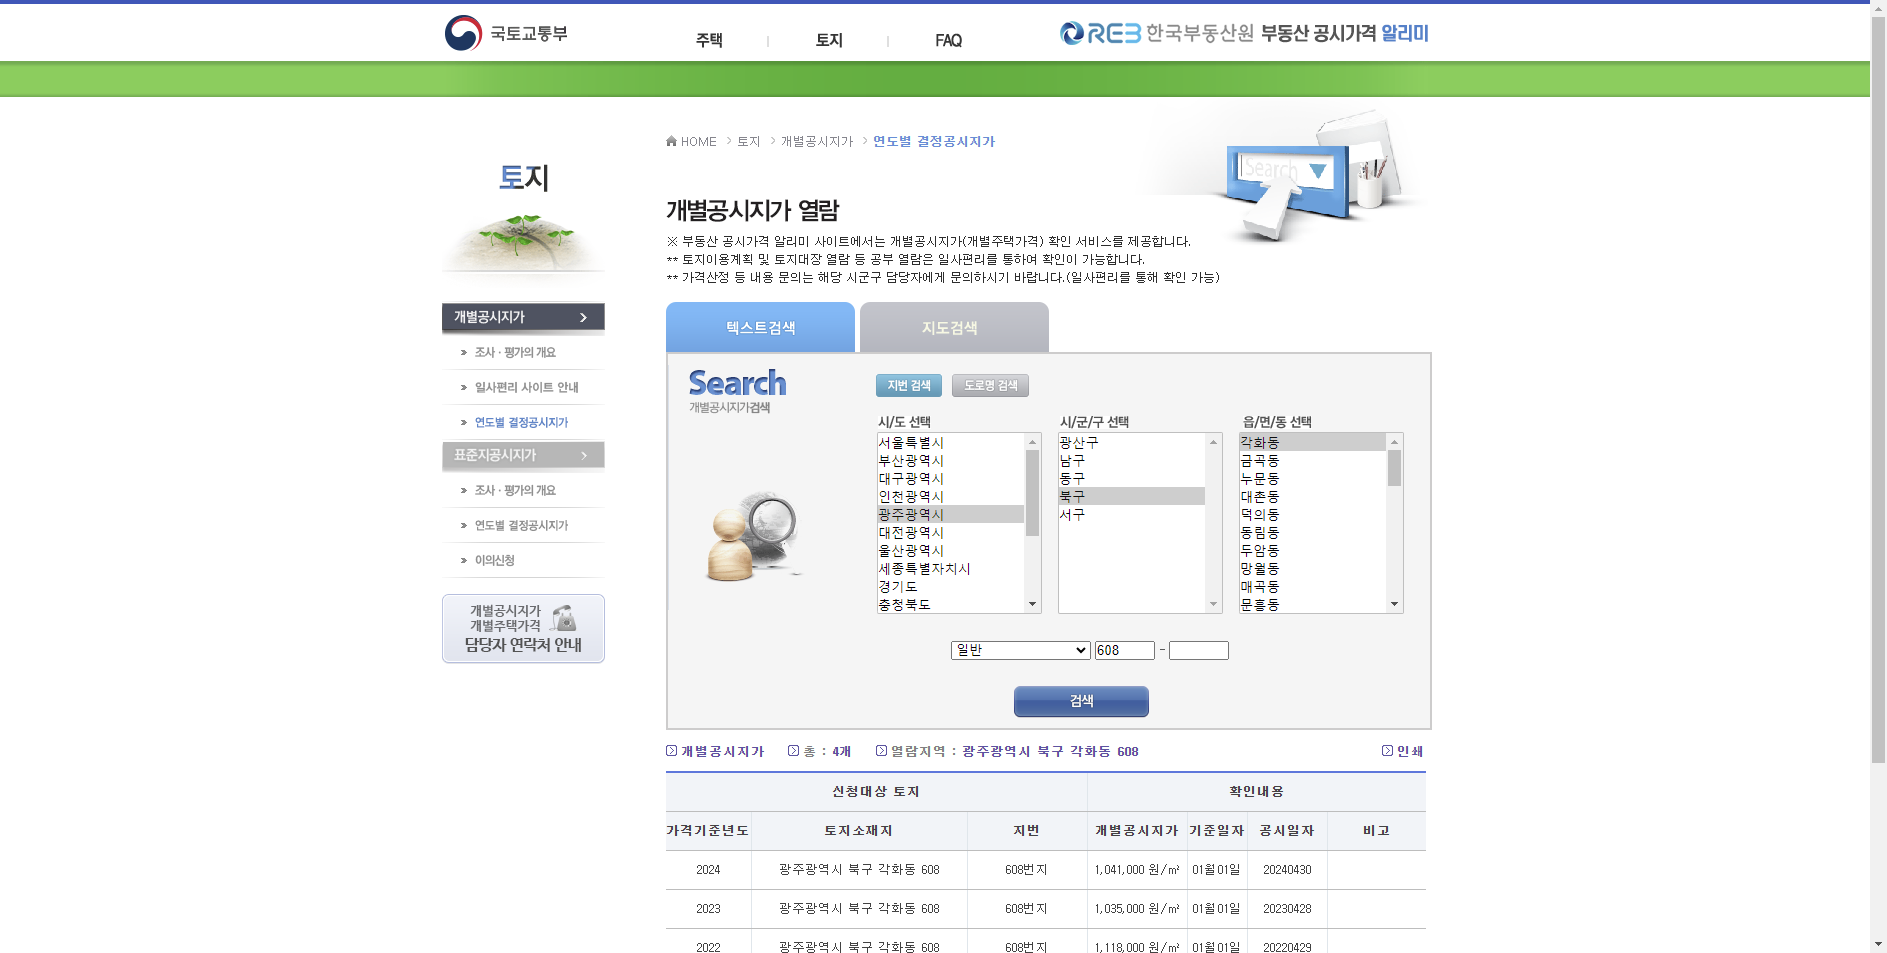 국토교통부
주택
토지
FAQ
REB 한국부동산원 부동산 공시가격 알리미
HOME > 토지 > 개별공시지가 > 연도별 결정공시지가
Search
토지
개별공시지가 열람
※ 부동산 공시가격 알리미 사이트에서는 개별공시지가(개별주택가격) 확인 서비스를 제공합니다.
** 토지이용계획 및 토지대장 열람 등 공부 열람은 일사편리를 통하여 확인이 가능합니다.
** 가격산정 등 내용 문의는 해당 시군구 담당자에게 문의하시기 바랍니다.(일사편리를 통해 확인 가능)
개별공시지가
조사ㆍ평가의 개요
일사편리 사이트 안내
연도별 결정공시지가
표준지공시지가
조사ㆍ평가의 개요
연도별 결정공시지가
이의신청
개별공시지가
개별주택가격
담당자 연락처 안내
텍스트검색
지도검색
Search
개별공시지가검색
지번 검색
도로명 검색
시/도 선택
서울특별시
부산광역시
대구광역시
인천광역시
광주광역시
대전광역시
울산광역시
세종특별자치시
경기도
충청북도
시/군/구 선택
광산구
남구
동구
북구
서구
읍/면/동 선택
각화동
금곡동
누문동
대촌동
덕의동
동림동
두암동
망월동
매곡동
문흥동
일반 608 -
검색
개별공시지가 총 : 4개 열람지역 : 광주광역시 북구 각화동 608 인쇄
신청대상 토지 확인내용
가격기준년도 토지소재지 지번 개별공시지가 기준일자 공시일자 비고
2024 광주광역시 북구 각화동 608 608번지 1,041,000 원/㎡ 01월01일 20240430
2023 광주광역시 북구 각화동 608 608번지 1,035,000 원/㎡ 01월01일 20230428
2022 광주광역시 북구 각화동 608 608번지 1,118,000 원/㎡ 01월01일 20220429